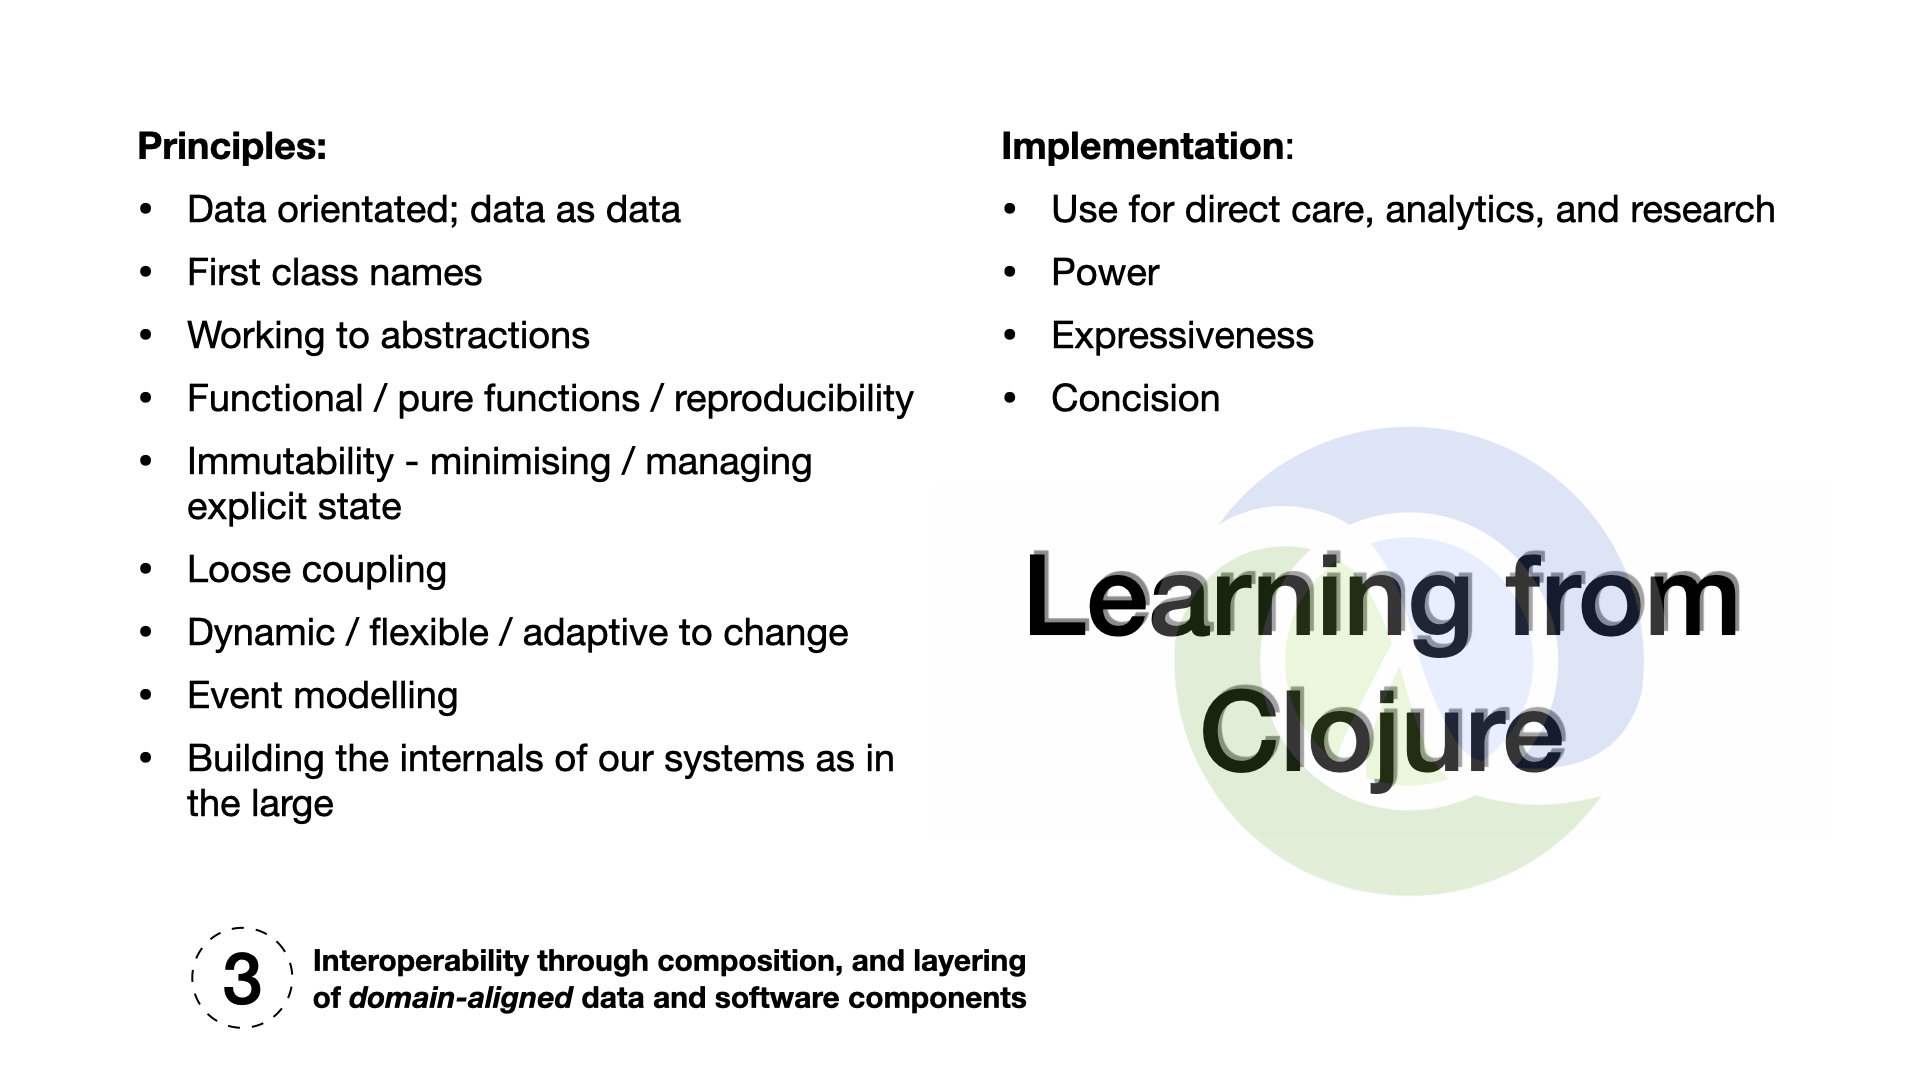 Principles:
• Data orientated; data as data
• First class names
• Working to abstractions
• Functional / pure functions / reproducibility
• Immutability - minimising / managing
explicit state
• Loose coupling
• Dynamic / flexible / adaptive to change
• Event modelling
• Building the internals of our systems as in
the large
Implementation:
• Use for direct care, analytics, and research
• Power
• Expressiveness
• Concision
Learning from
Clojure
3
Interoperability through composition, and layering
of domain-aligned data and software components